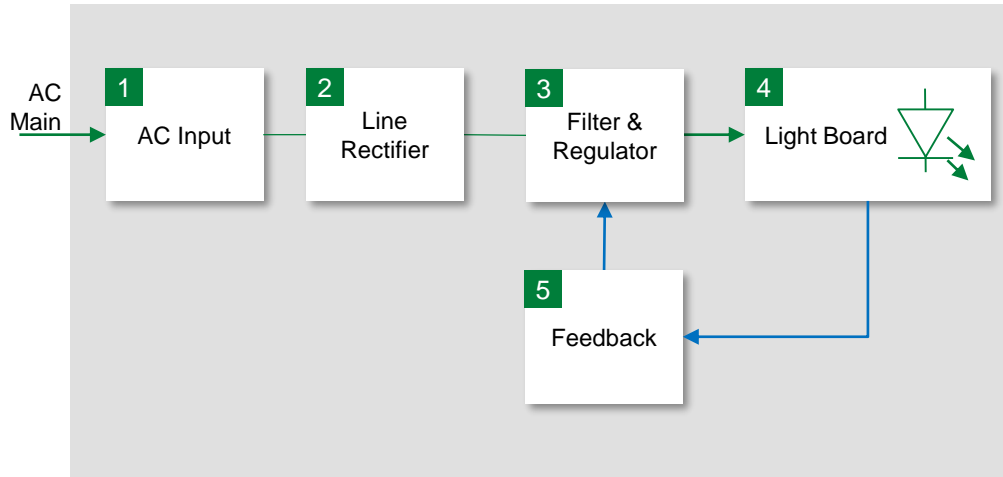 AC
Main
1
AC Input
2
Line
Rectifier
3
Filter &
Regulator
4
Light Board
5
Feedback